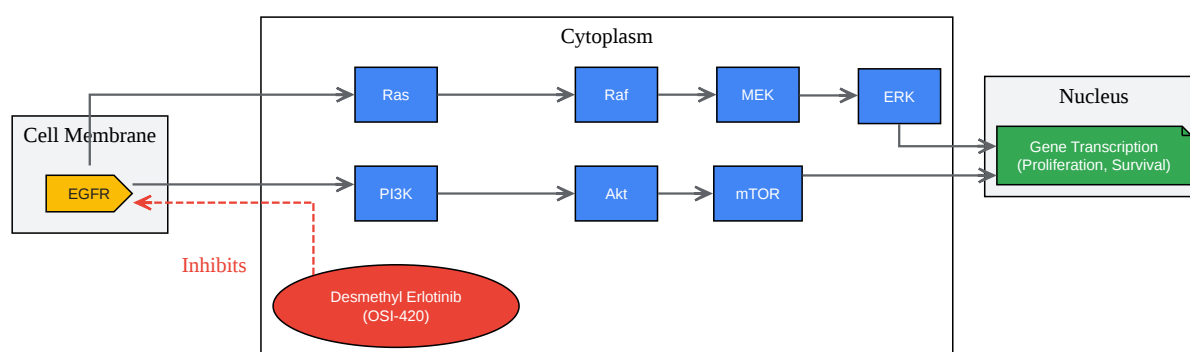 Cytoplasm
Cell Membrane
Nucleus
Ras
Raf
MEK
ERK
Gene Transcription
(Proliferation, Survival)
EGFR
PI3K
Akt
mTOR
Inhibits
Desmethyl Erlotinib
(OSI-420)